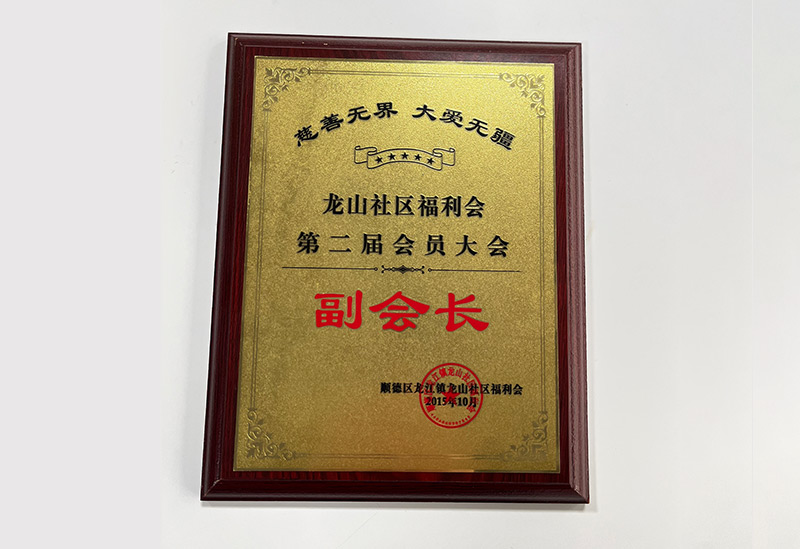 慈善无界 大爱无疆
龙山社区福利会
第二届会员大会
副会长
顺德区龙江镇龙山社区福利会
2015年10月